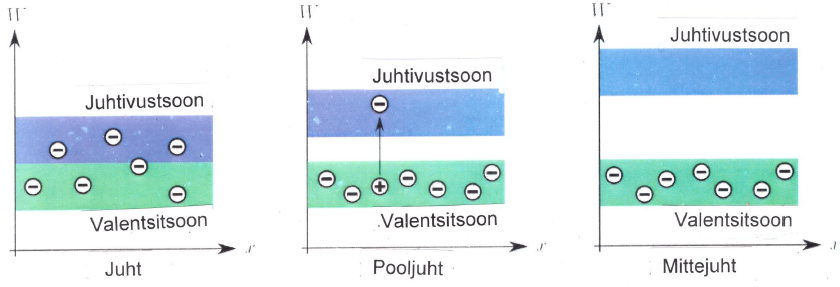 W
Juhtivustsoon
Valentsitsoon
x
Juht
W
Juhtivustsoon
Valentsitsoon
x
Pooljuht
W
Juhtivustsoon
Valentsitsoon
x
Mittejuht